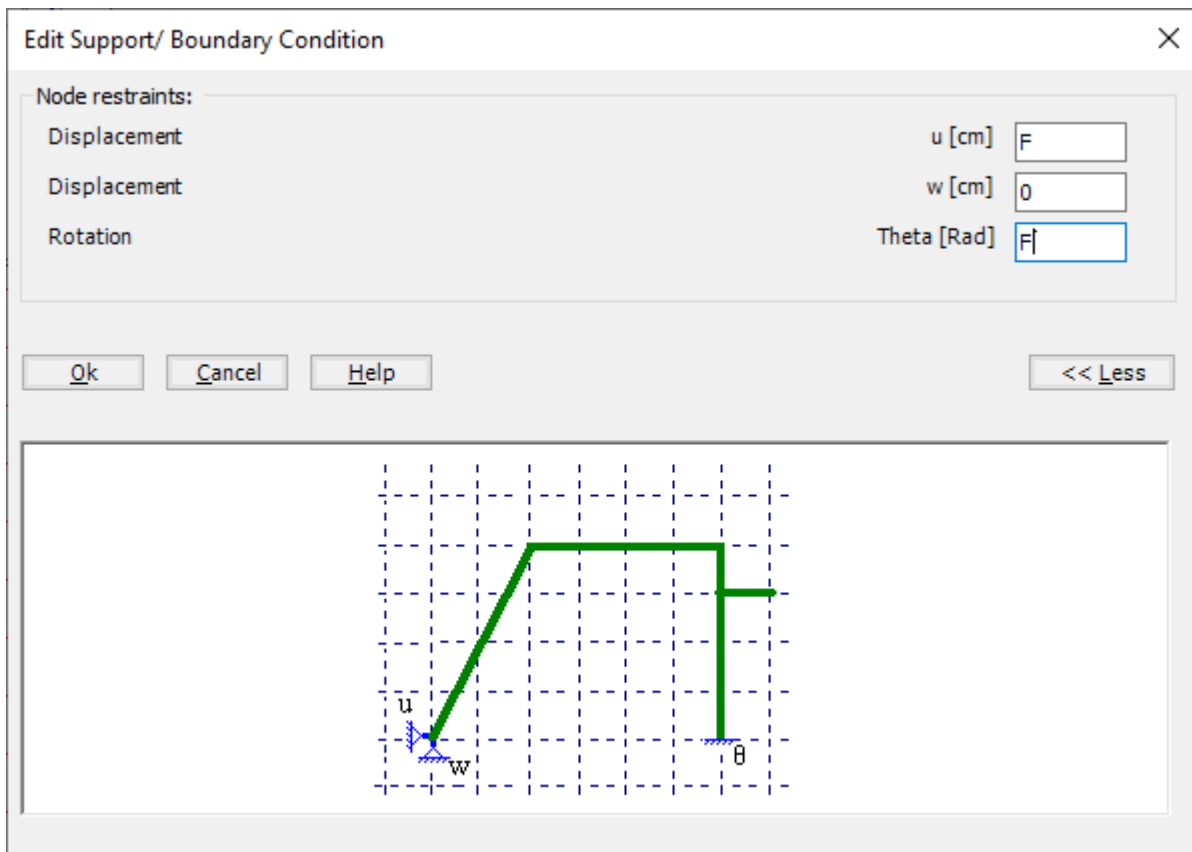 Edit Support/ Boundary Condition
Node restraints:
Displacement u [cm] F
Displacement w [cm] 0
Rotation Theta [Rad] F
Ok Cancel Help << Less
u
w θ